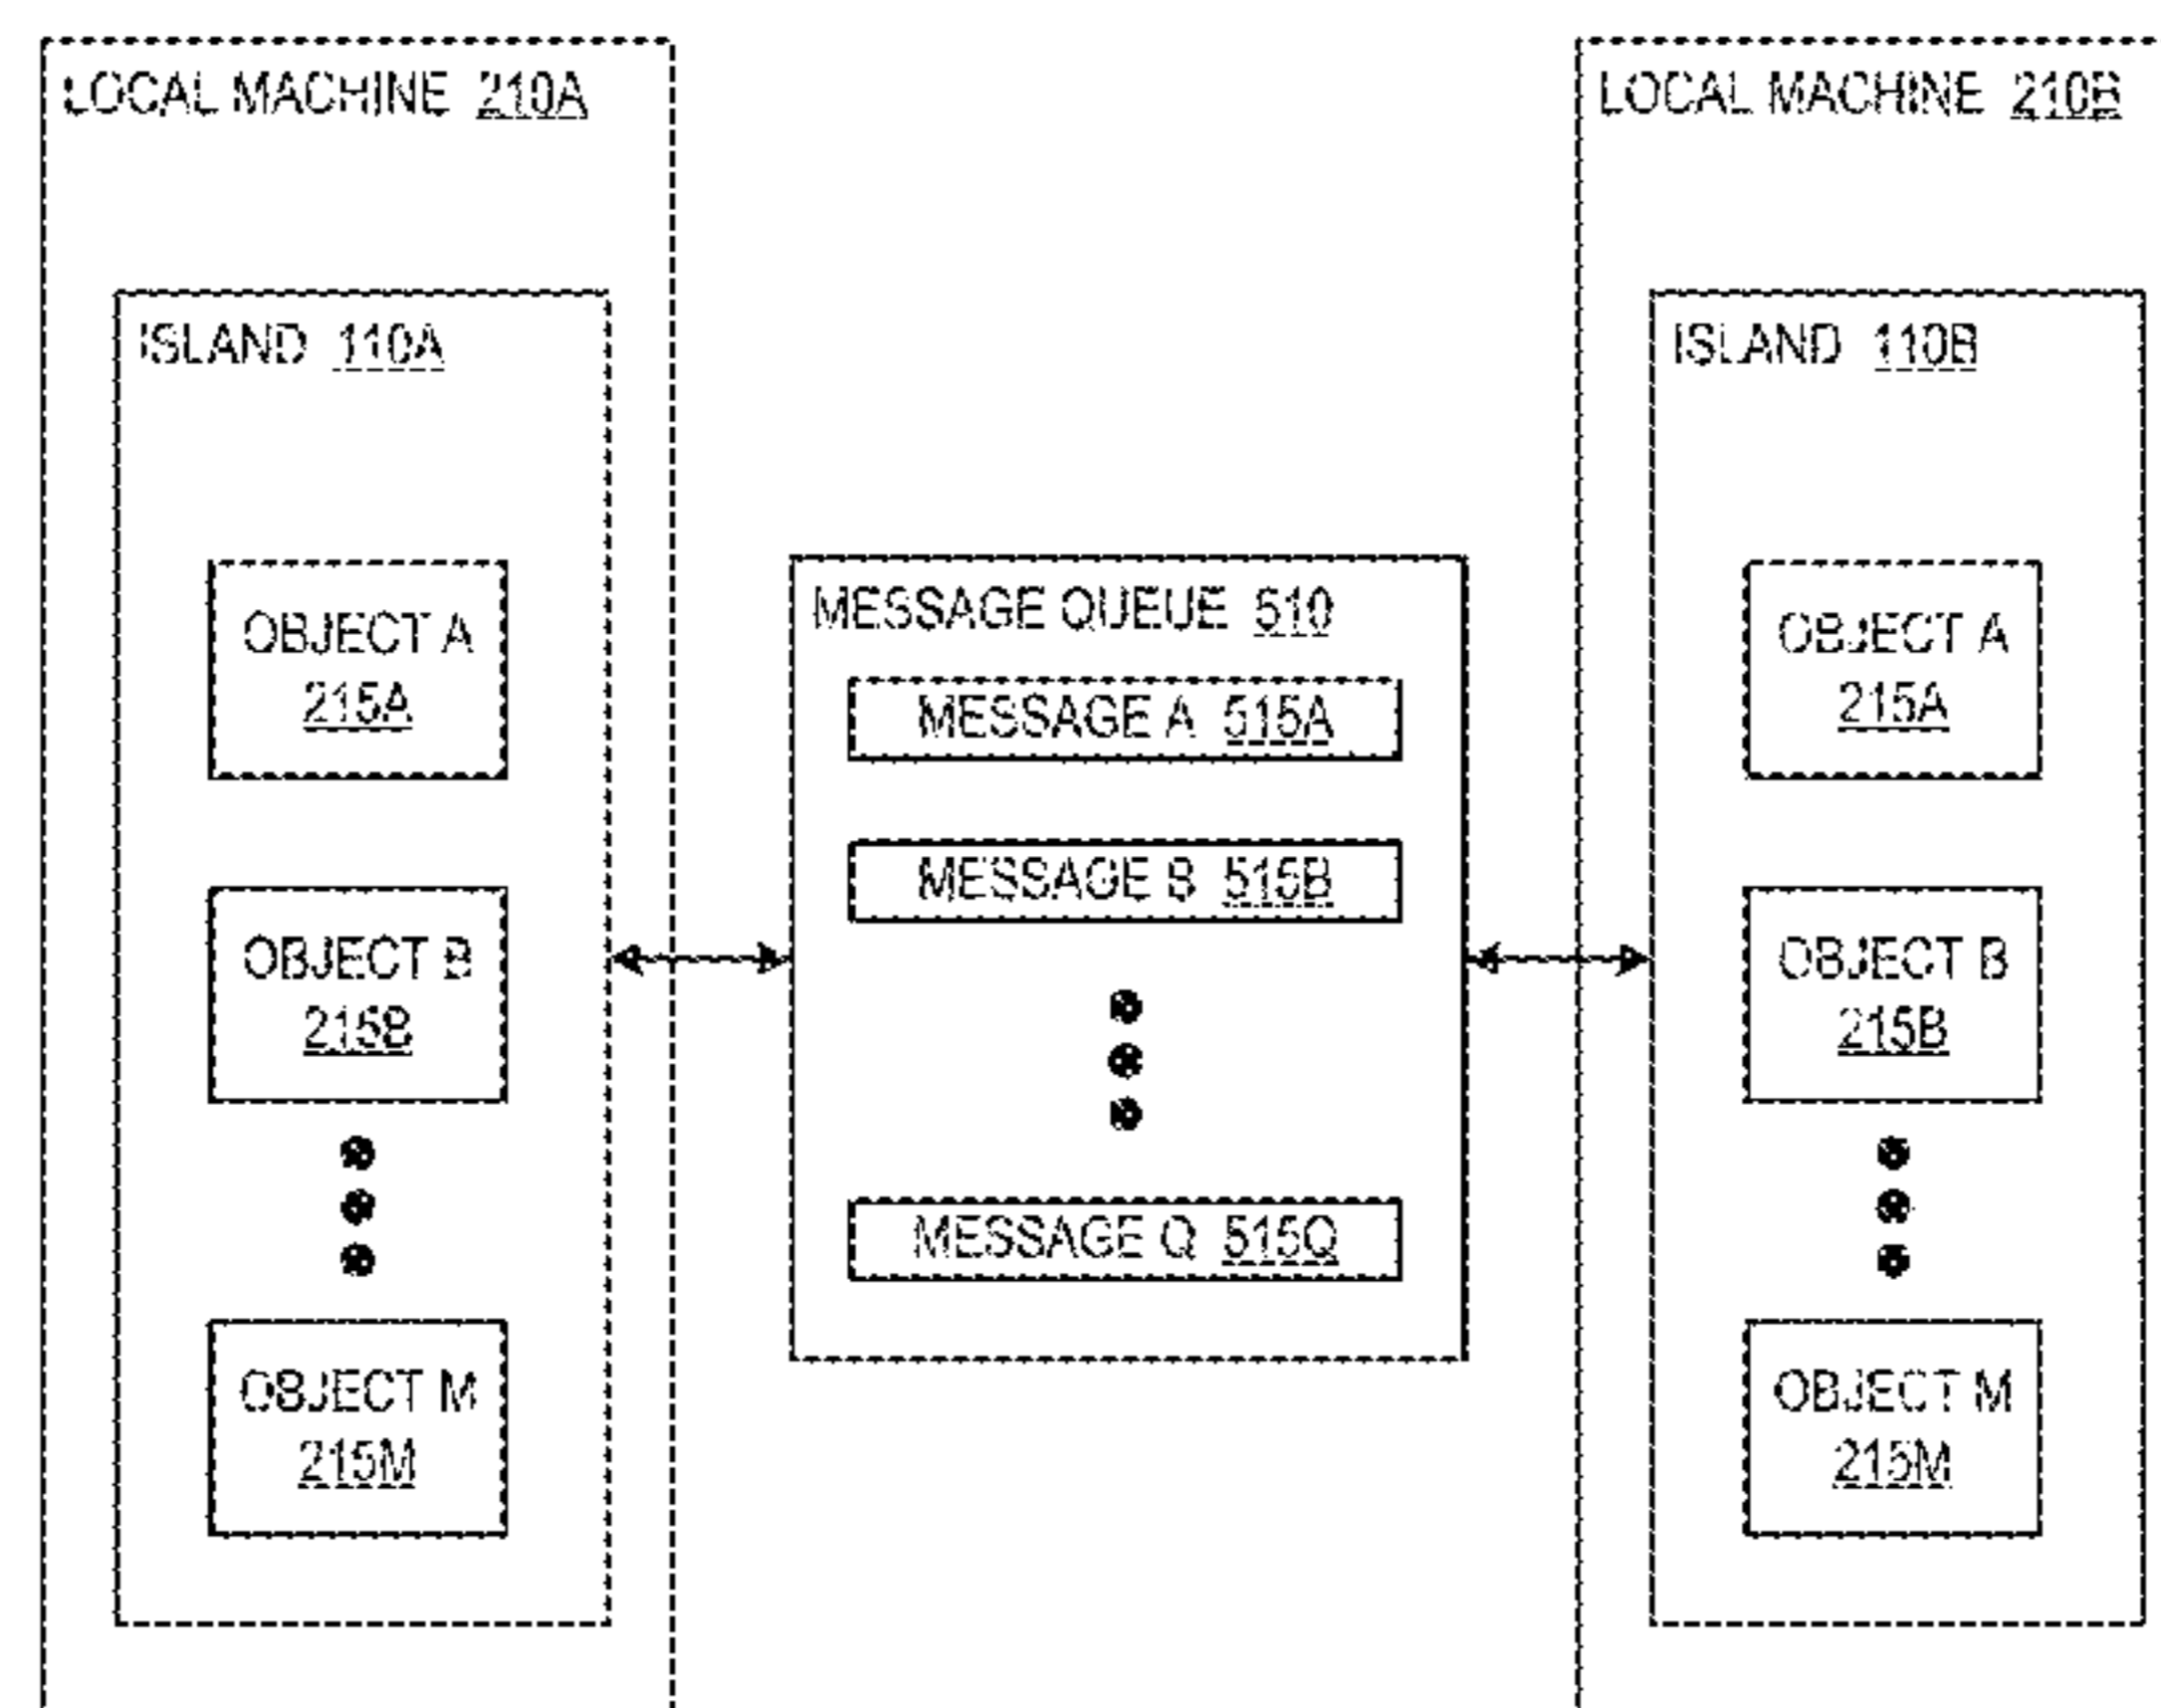 LOCAL MACHINE 210A
ISLAND 110A
OBJECT A
215A
OBJECT B
215B
OBJECT M
215M
MESSAGE QUEUE 510
MESSAGE A 515A
MESSAGE B 515B
MESSAGE Q 515Q
LOCAL MACHINE 210B
ISLAND 110B
OBJECT A
215A
OBJECT B
215B
OBJECT M
215M